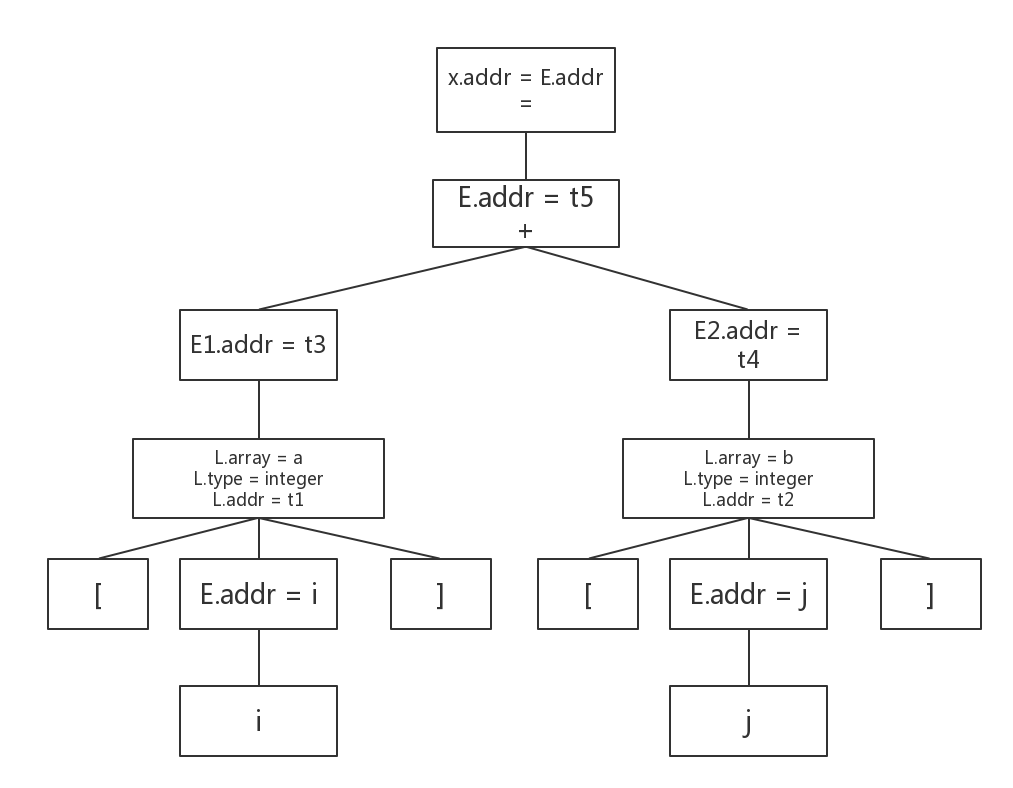 x.addr = E.addr
=
E.addr = t5
+
E1.addr = t3
E2.addr =
t4
L.array = a
L.type = integer
L.addr = t1
L.array = b
L.type = integer
L.addr = t2
[
E.addr = i
]
[
E.addr = j
]
i
j